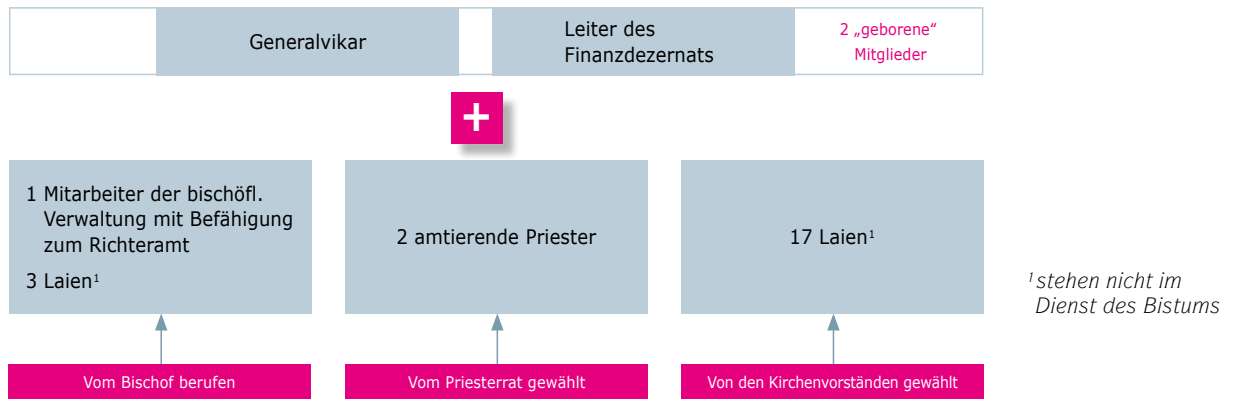 Generalvikar
Leiter des
Finanzdezernats
2 „geborene“
Mitglieder
+
1 Mitarbeiter der bischöfl.
Verwaltung mit Befähigung
zum Richteramt
3 Laien¹
2 amtierende Priester
17 Laien¹
¹ stehen nicht im
Dienst des Bistums
Vom Bischof berufen
Vom Priesterrat gewählt
Von den Kirchenvorständen gewählt